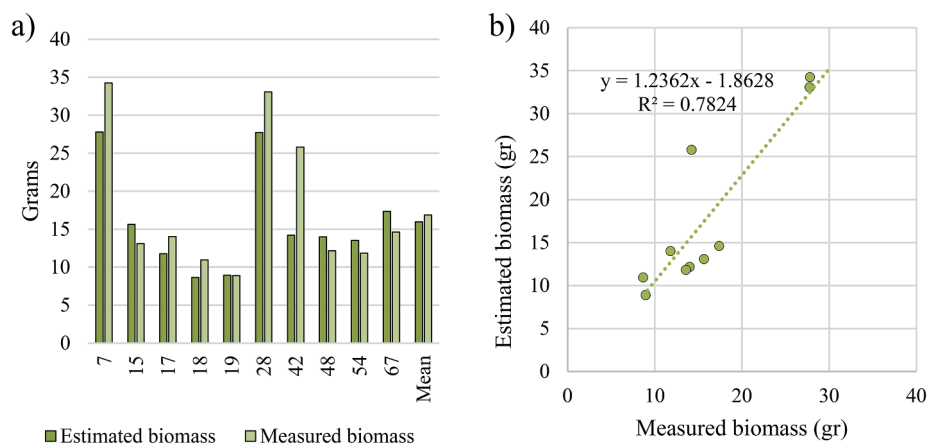 a)
40
35
30
25
20
15
10
5
0
Grams
7 15 17 18 19 28 42 48 54 67 Mean
Estimated biomass Measured biomass
b)
40
35
30
25
20
15
10
5
0
Estimated biomass (gr)
y = 1.2362x - 1.8628
R² = 0.7824
0 10 20 30 40
Measured biomass (gr)